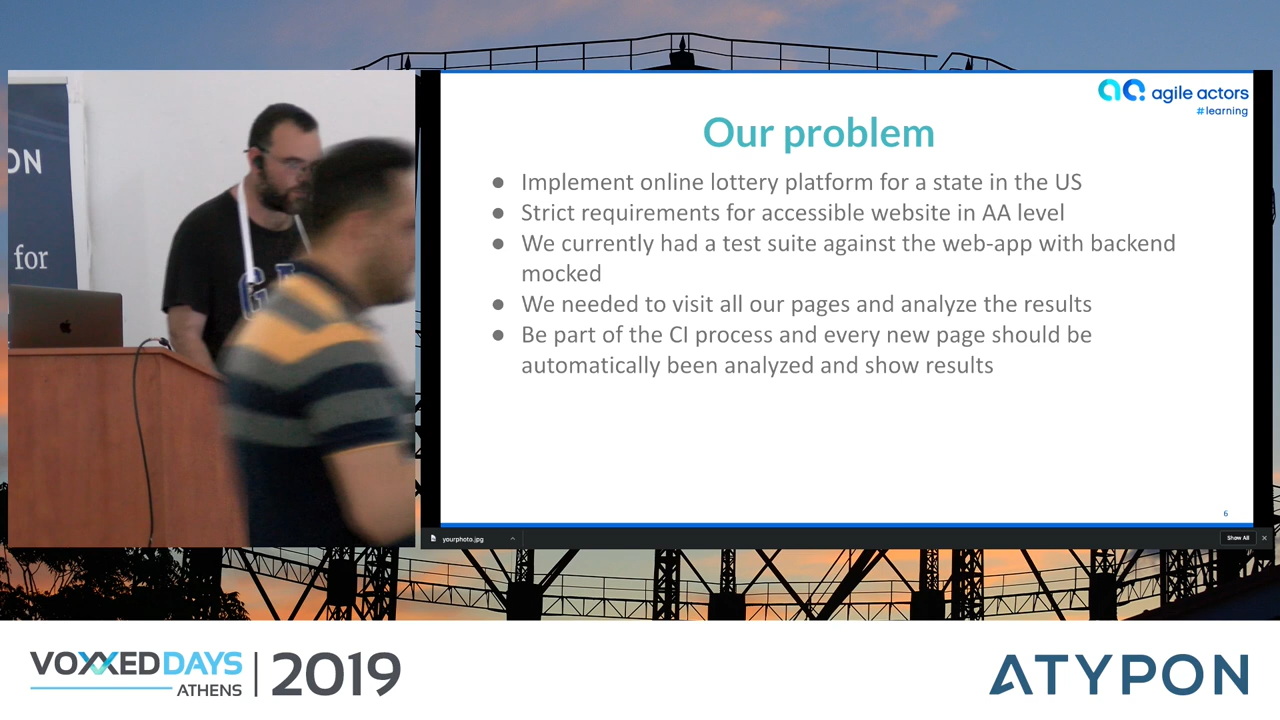 ON
for
agile actors
#learning
Our problem
● Implement online lottery platform for a state in the US
● Strict requirements for accessible website in AA level
● We currently had a test suite against the web-app with backend
mocked
● We needed to visit all our pages and analyze the results
● Be part of the CI process and every new page should be
automatically been analyzed and show results
6
yourphoto.jpg
Show All
VOXXED DAYS
ATHENS
2019
ATYPON